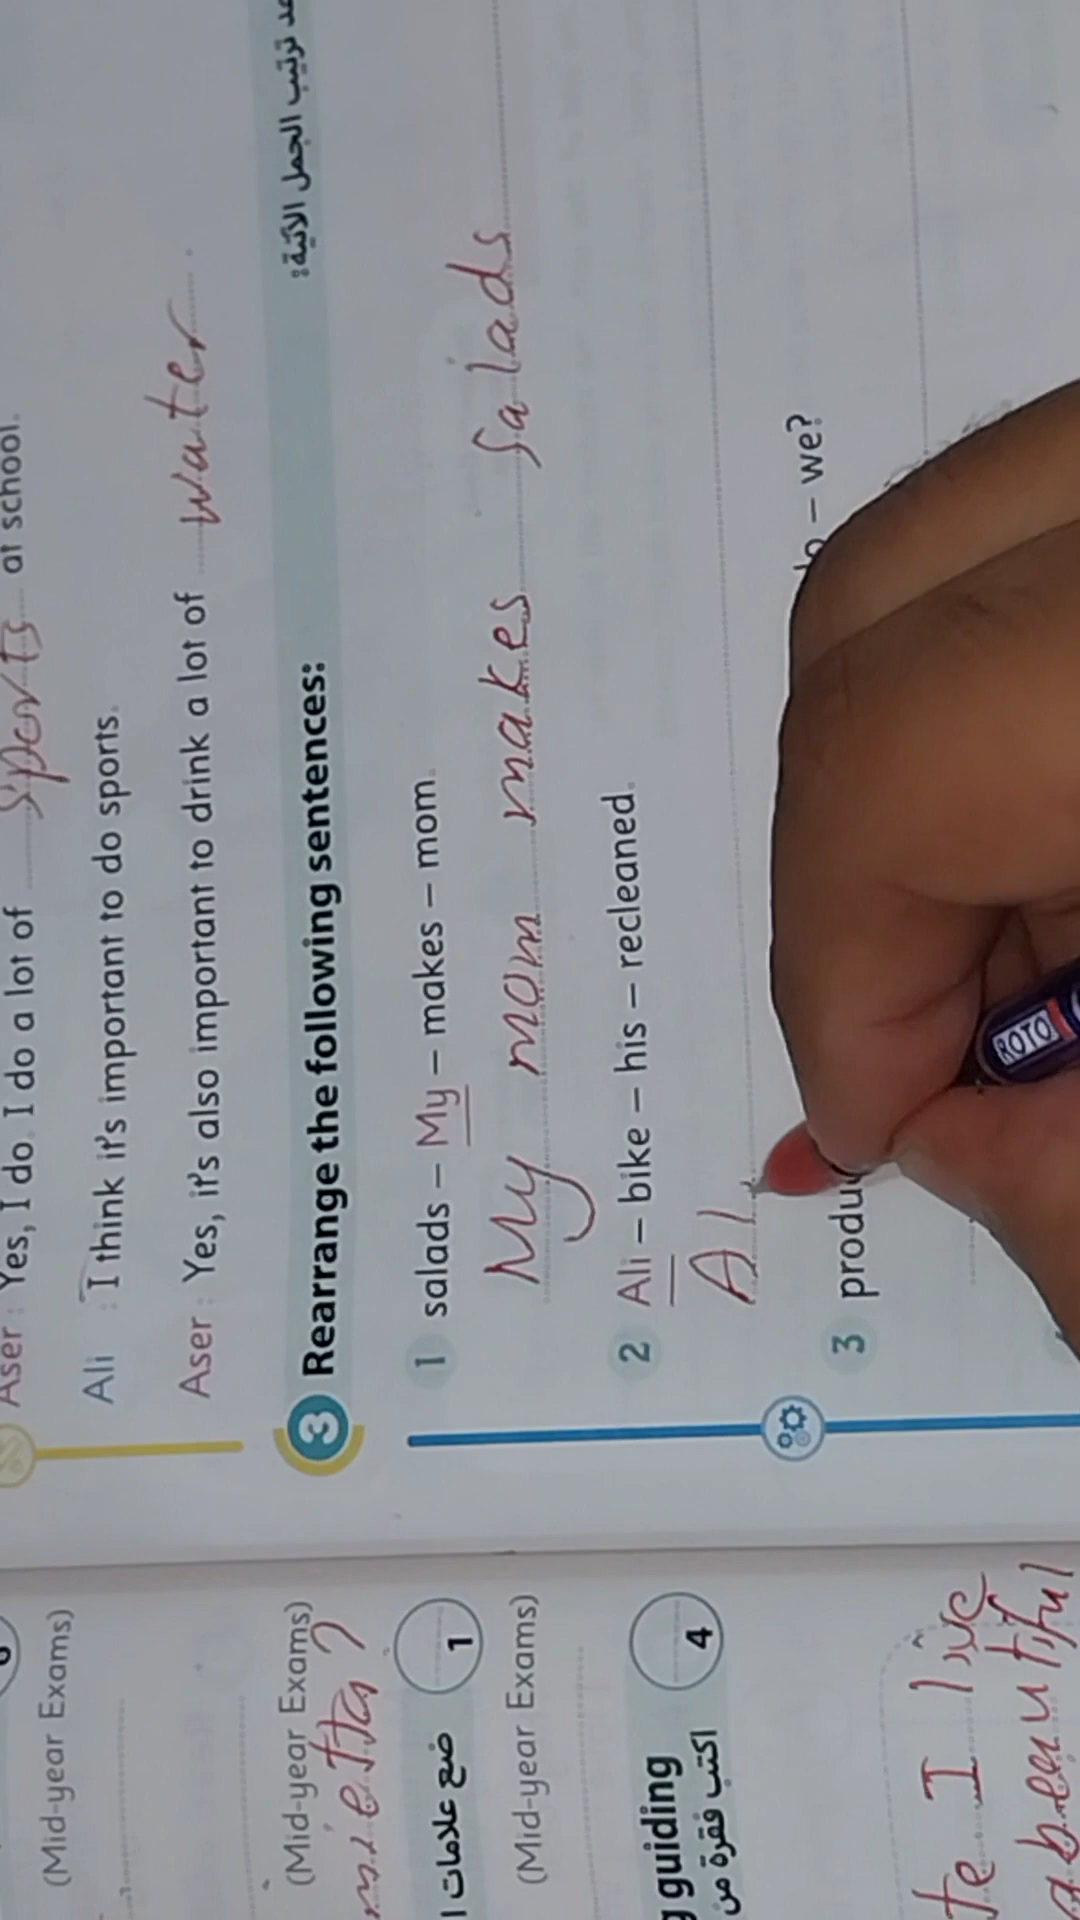 Aser : Yes, I do. I do a lot of sports at school.
Ali : I think it's important to do sports.
Aser : Yes, it's also important to drink a lot of water.
3 Rearrange the following sentences:
ترتيب الجمل الآتية:
1 salads – My – makes – mom.
My mom makes salads
2 Ali – bike – his – recleaned.
Al
3 produ
– we?
ROTO
(Mid-year Exams)
(Mid-year Exams)
ضع علامات
1
(Mid-year Exams)
guiding
4
اكتب فقرة من
I live
a beautiful